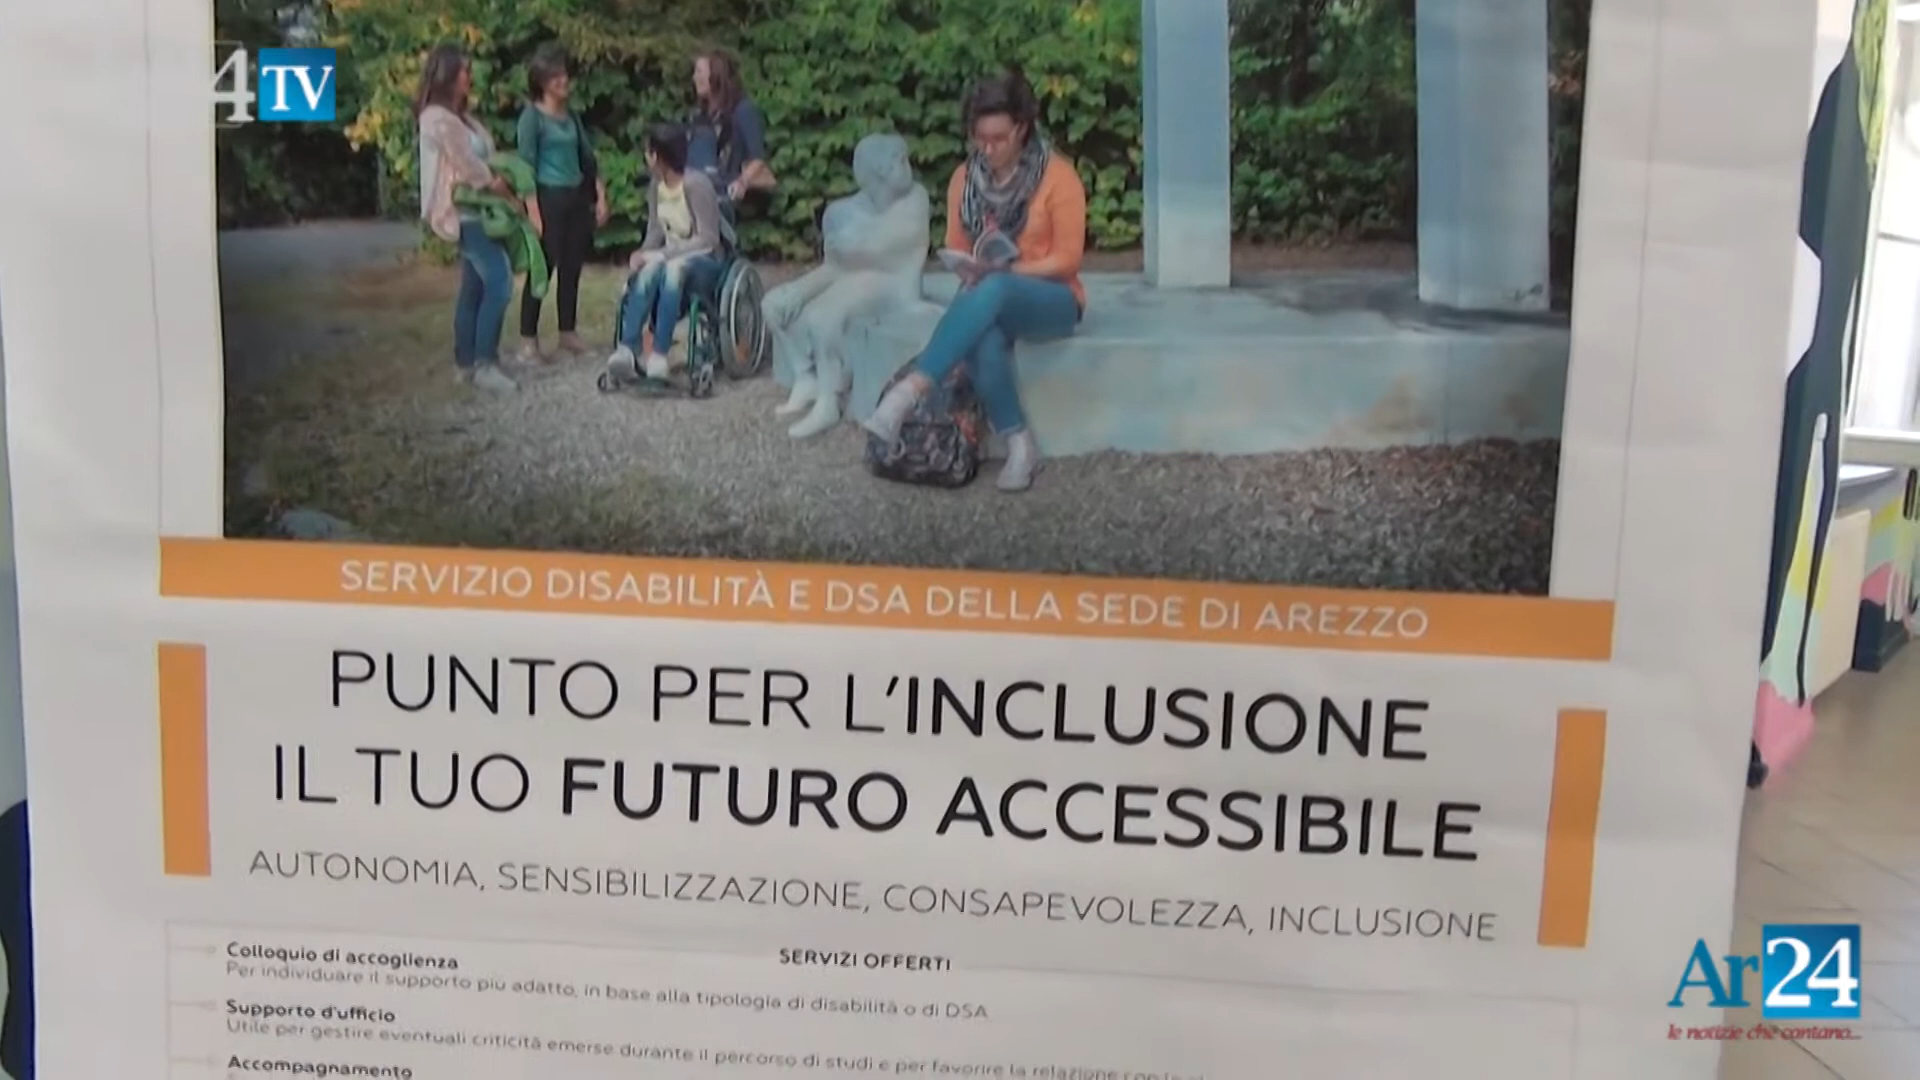 4 TV
SERVIZIO DISABILITÀ E DSA DELLA SEDE DI AREZZO
PUNTO PER L'INCLUSIONE
IL TUO FUTURO ACCESSIBILE
AUTONOMIA, SENSIBILIZZAZIONE, CONSAPEVOLEZZA, INCLUSIONE
SERVIZI OFFERTI
Colloquio di accoglienza
Per individuare il supporto più adatto, in base alla tipologia di disabilità o di DSA
Supporto d'ufficio
Utile per gestire eventuali criticità emerse durante il percorso di studi e per favorire la relazione
Accompagnamento
Ar24
le notizie che contano...